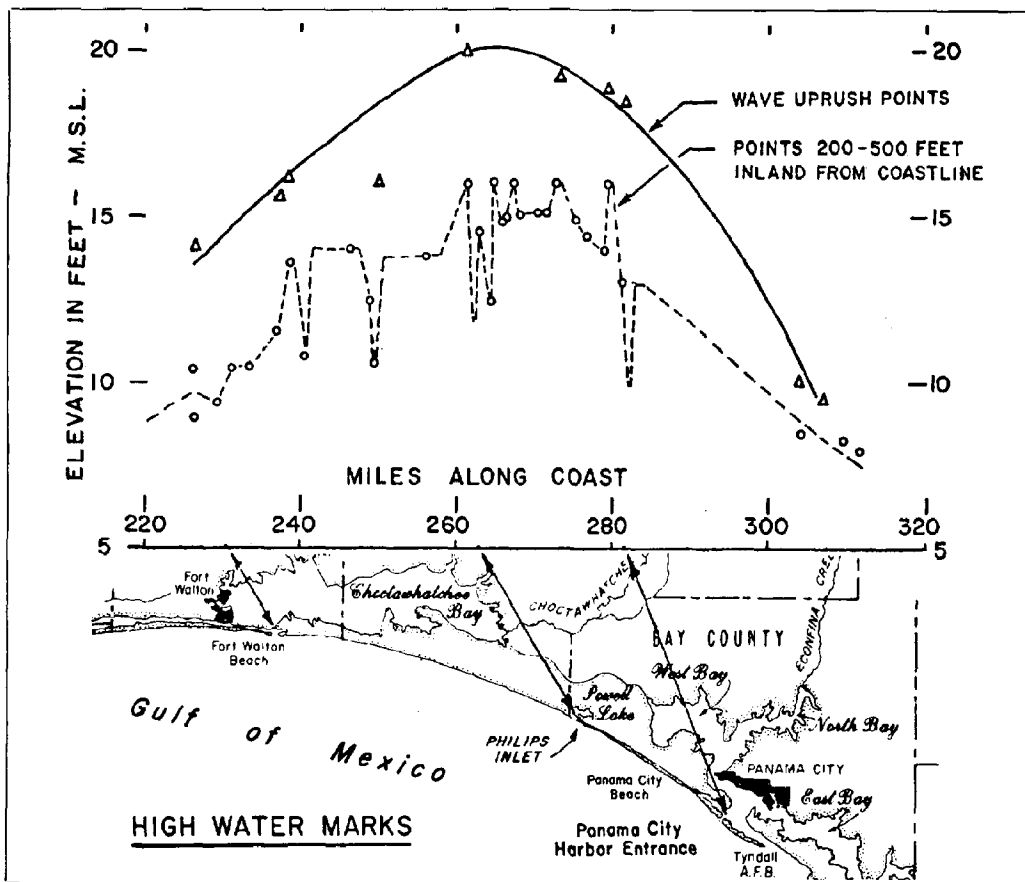 20
20
WAVE UPRUSH POINTS
POINTS 200-500 FEET
INLAND FROM COASTLINE
15
15
10
10
ELEVATION IN FEET - M.S.L.
MILES ALONG COAST
220 240 260 280 300 320
5
5
Fort
Walton
Fort Walton
Beach
Choctawhatchee
Bay
CHOCTAWHATCHEE
BAY COUNTY
ECONFINA CREEK
West Bay
Powell
Lake
North Bay
PHILIPS
INLET
PANAMA CITY
East Bay
Panama City
Beach
Gulf of Mexico
HIGH WATER MARKS
Panama City
Harbor Entrance
Tyndall
A.F.B.